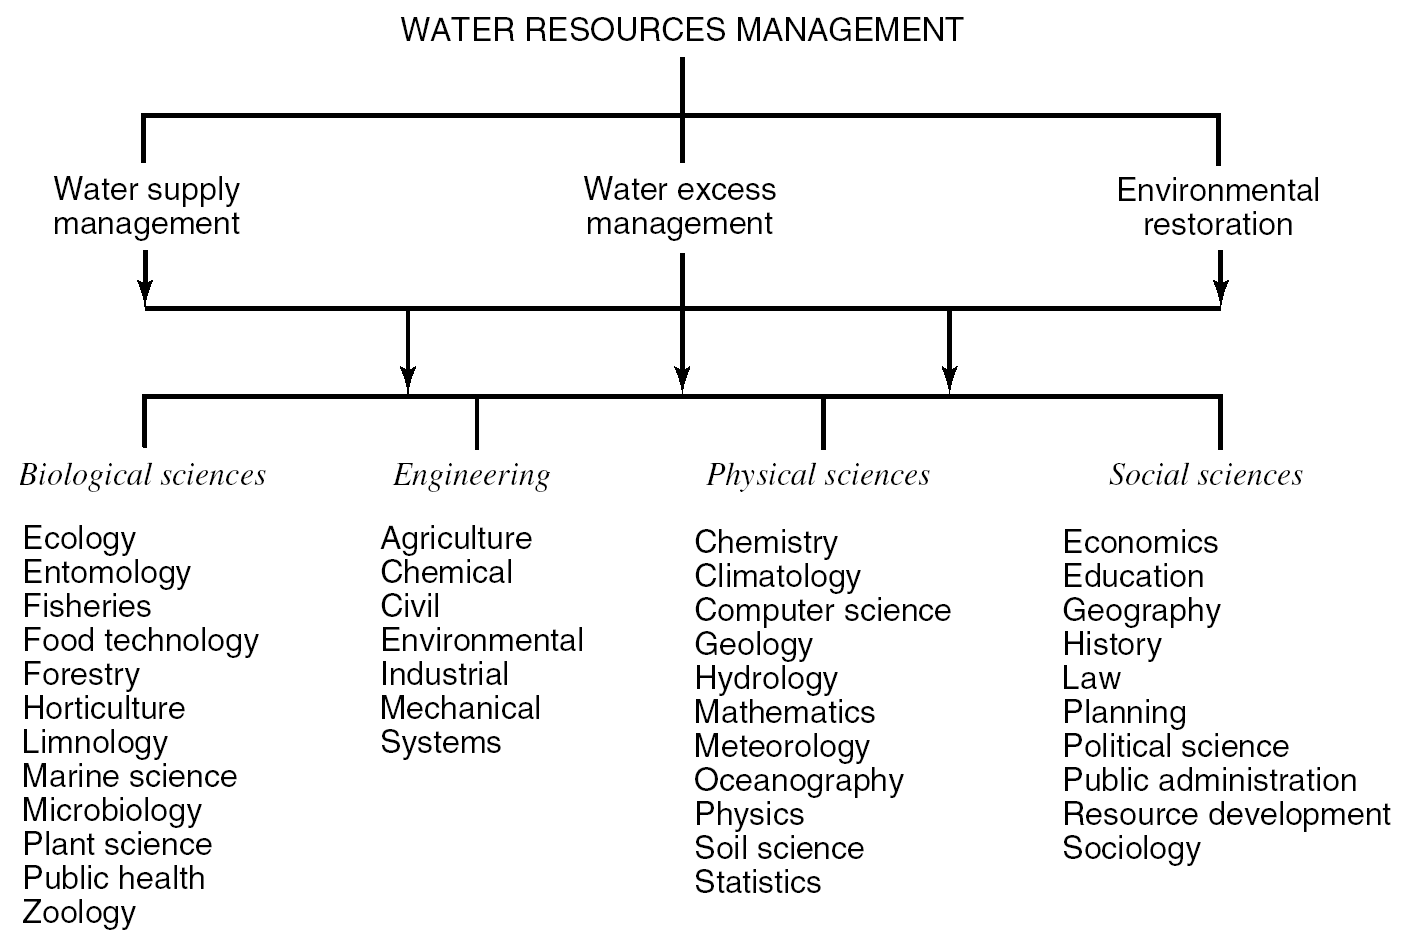 WATER RESOURCES MANAGEMENT
Water supply
management
Water excess
management
Environmental
restoration
Biological sciences
Ecology
Entomology
Fisheries
Food technology
Forestry
Horticulture
Limnology
Marine science
Microbiology
Plant science
Public health
Zoology
Engineering
Agriculture
Chemical
Civil
Environmental
Industrial
Mechanical
Systems
Physical sciences
Chemistry
Climatology
Computer science
Geology
Hydrology
Mathematics
Meteorology
Oceanography
Physics
Soil science
Statistics
Social sciences
Economics
Education
Geography
History
Law
Planning
Political science
Public administration
Resource development
Sociology